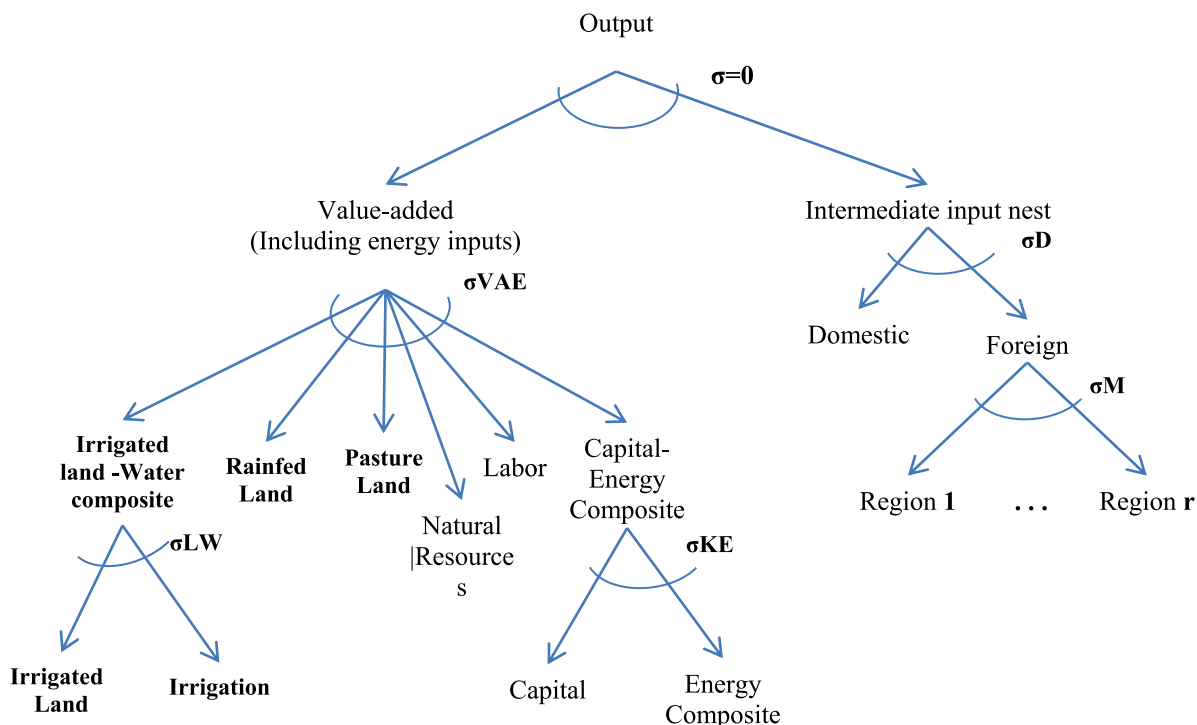 Output
σ=0
Value-added
(Including energy inputs)
Intermediate input nest
σVAE
σD
Domestic
Foreign
σM
Irrigated
land -Water
composite
Rainfed
Land
Pasture
Land
Labor
Natural
|Resource
s
Capital-
Energy
Composite
Region 1
. . .
Region r
σLW
σKE
Irrigated
Land
Irrigation
Capital
Energy
Composite